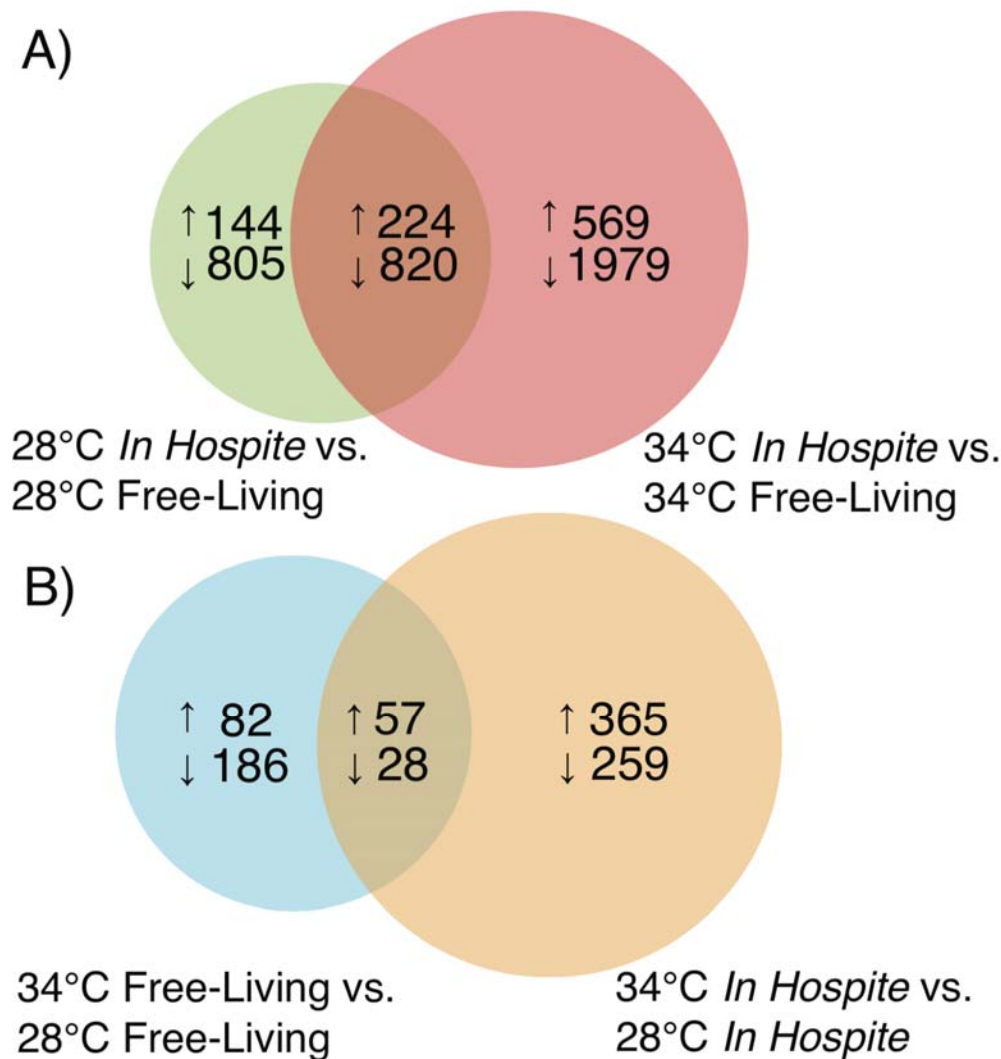 A)
↑ 144
↓ 805
↑ 224
↓ 820
↑ 569
↓ 1979
28°C In Hospite vs.
28°C Free-Living
34°C In Hospite vs.
34°C Free-Living
B)
↑ 82
↓ 186
↑ 57
↓ 28
↑ 365
↓ 259
34°C Free-Living vs.
28°C Free-Living
34°C In Hospite vs.
28°C In Hospite